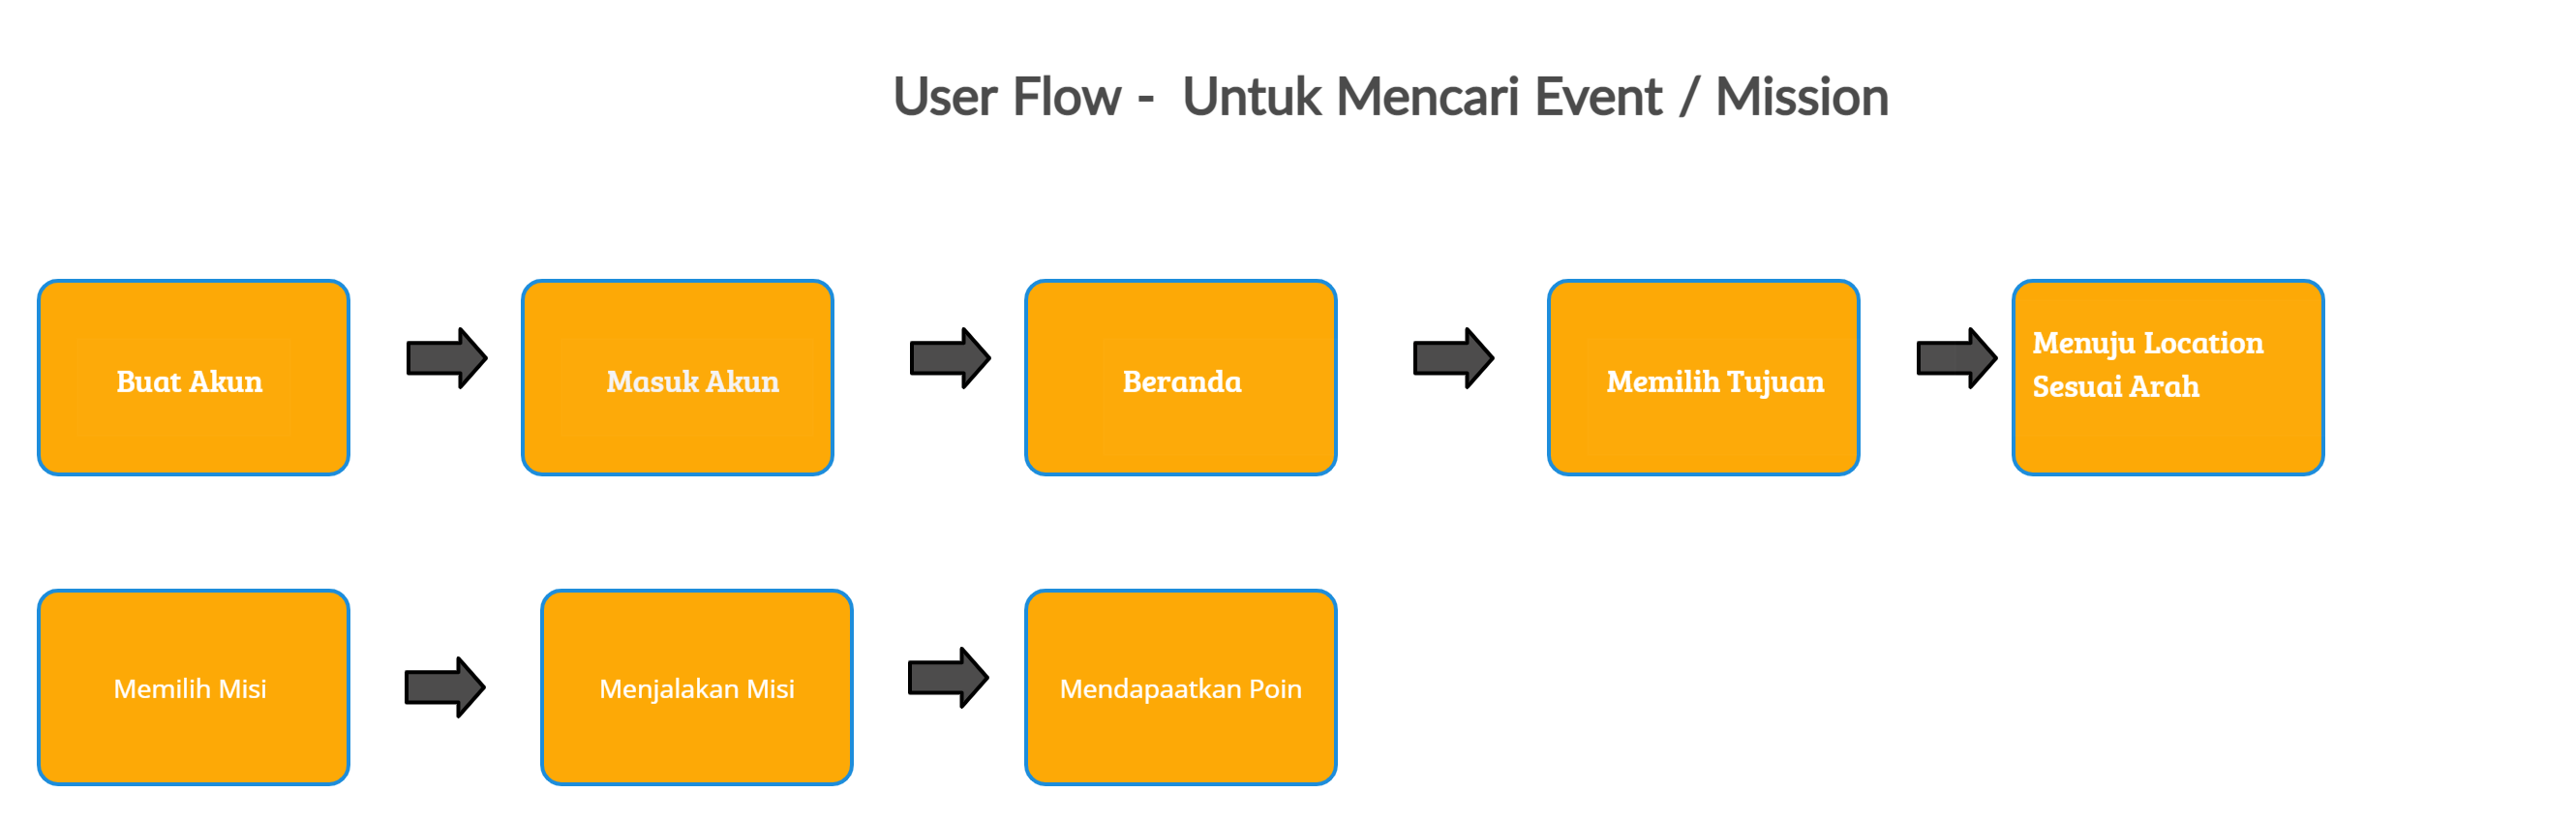 User Flow -  Untuk Mencari Event / Mission
Buat Akun
Masuk Akun
Beranda
Memilih Tujuan
Menuju Location
Sesuai Arah
Memilih Misi
Menjalakan Misi
Mendapaatkan Poin